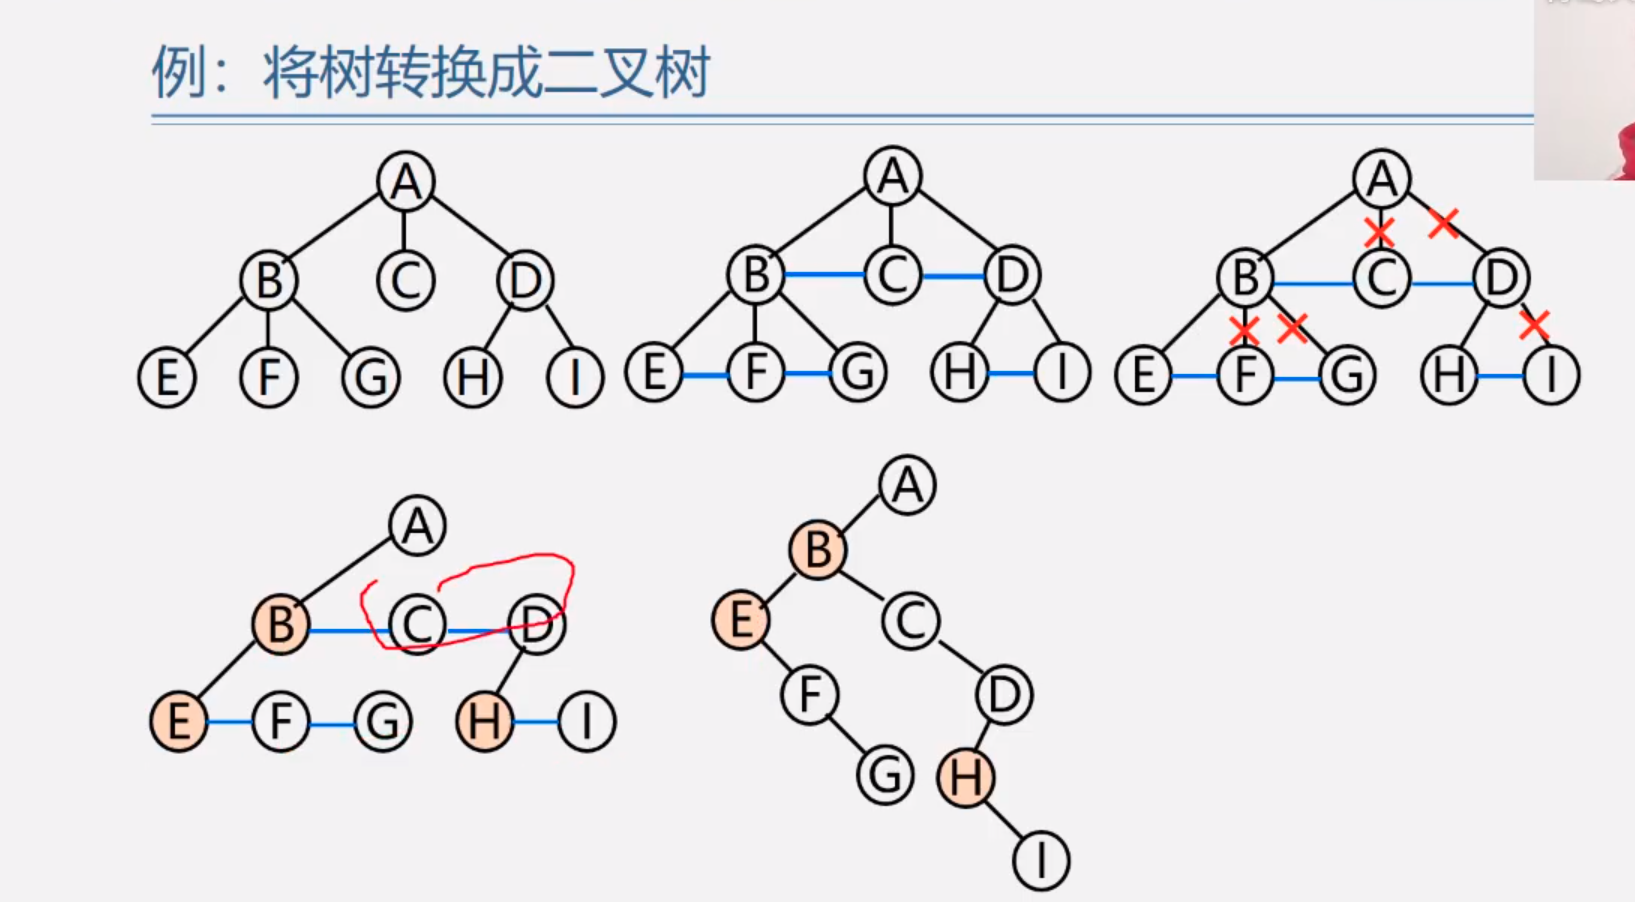 例：将树转换成二叉树
A A A
B C D B C D B C D
E F G H I E F G H I E F G H I
A A
B C D B
E F G H I E C
F D
G H
I